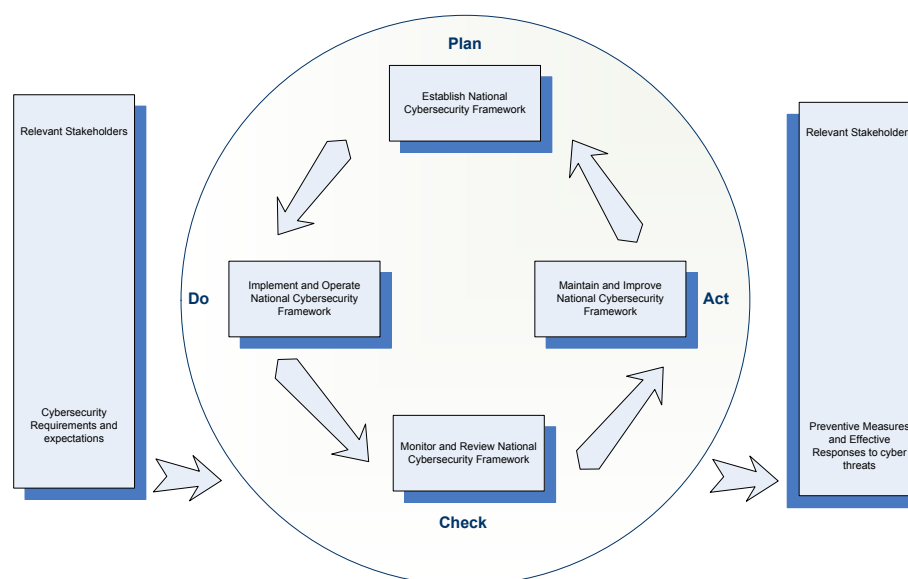 Plan
Establish National
Cybersecurity Framework
Relevant Stakeholders
Relevant Stakeholder
Do
Implement and Operate
National Cybersecurity
Framework
Maintain and Improve
National Cybersecurity
Framework
Act
Cybersecurity
Requirements and
expectations
Monitor and Review National
Cybersecurity Framework
Preventive Measures
and Effective
Responses to cyber
threats
Check